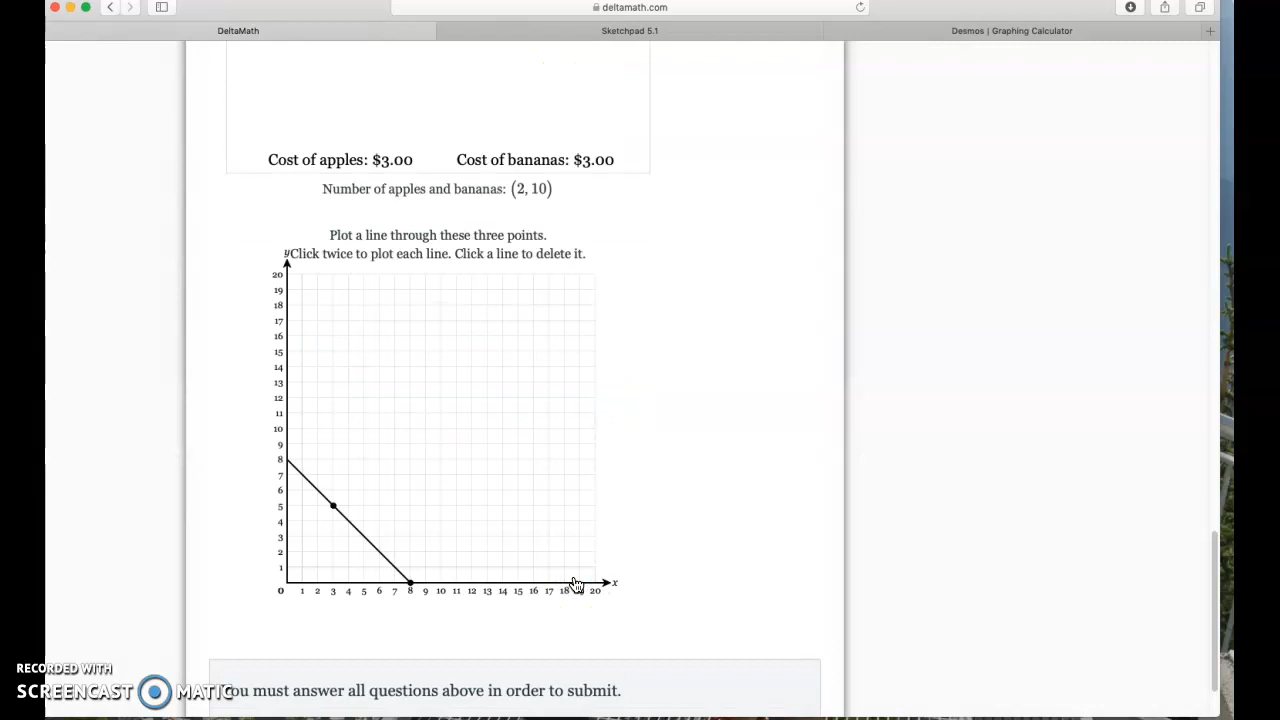 deltamath.com
DeltaMath
Sketchpad 5.1
Desmos | Graphing Calculator
Cost of apples: $3.00
Cost of bananas: $3.00
Number of apples and bananas: (2, 10)
Plot a line through these three points.
y
Click twice to plot each line. Click a line to delete it.
20
19
18
17
16
15
14
13
12
11
10
9
8
7
6
5
4
3
2
1
0 1 2 3 4 5 6 7 8 9 10 11 12 13 14 15 16 17 18 20
x
RECORDED WITH
SCREENCAST MATIC
You must answer all questions above in order to submit.